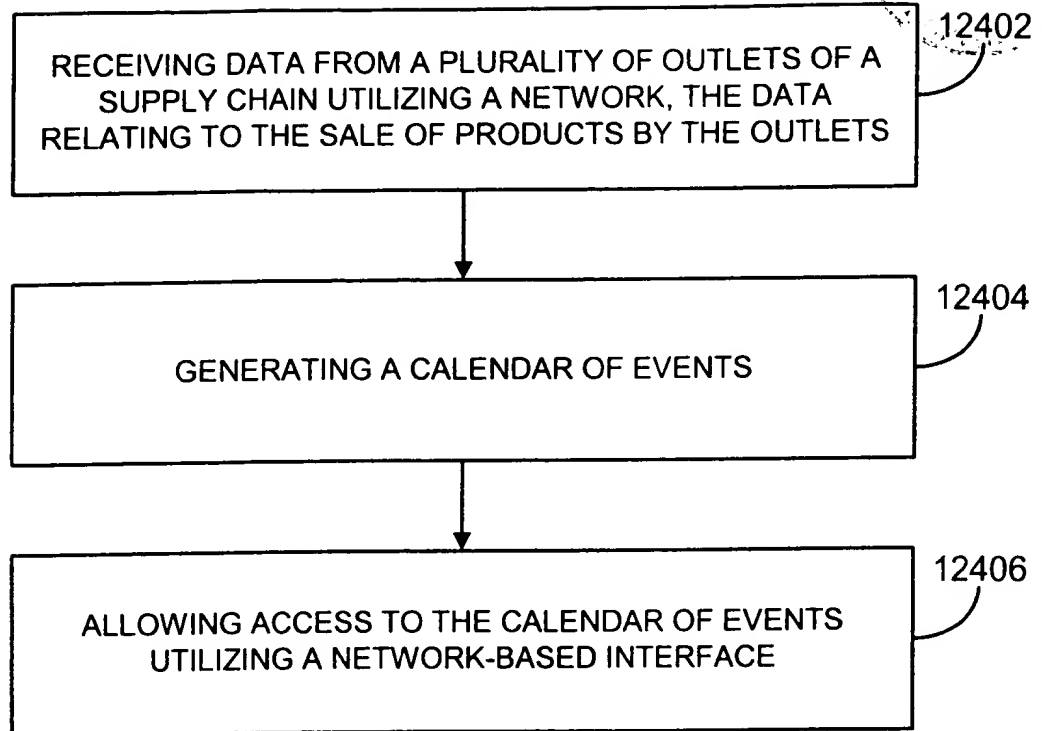 12402
RECEIVING DATA FROM A PLURALITY OF OUTLETS OF A
SUPPLY CHAIN UTILIZING A NETWORK, THE DATA
RELATING TO THE SALE OF PRODUCTS BY THE OUTLETS
12404
GENERATING A CALENDAR OF EVENTS
12406
ALLOWING ACCESS TO THE CALENDAR OF EVENTS
UTILIZING A NETWORK-BASED INTERFACE